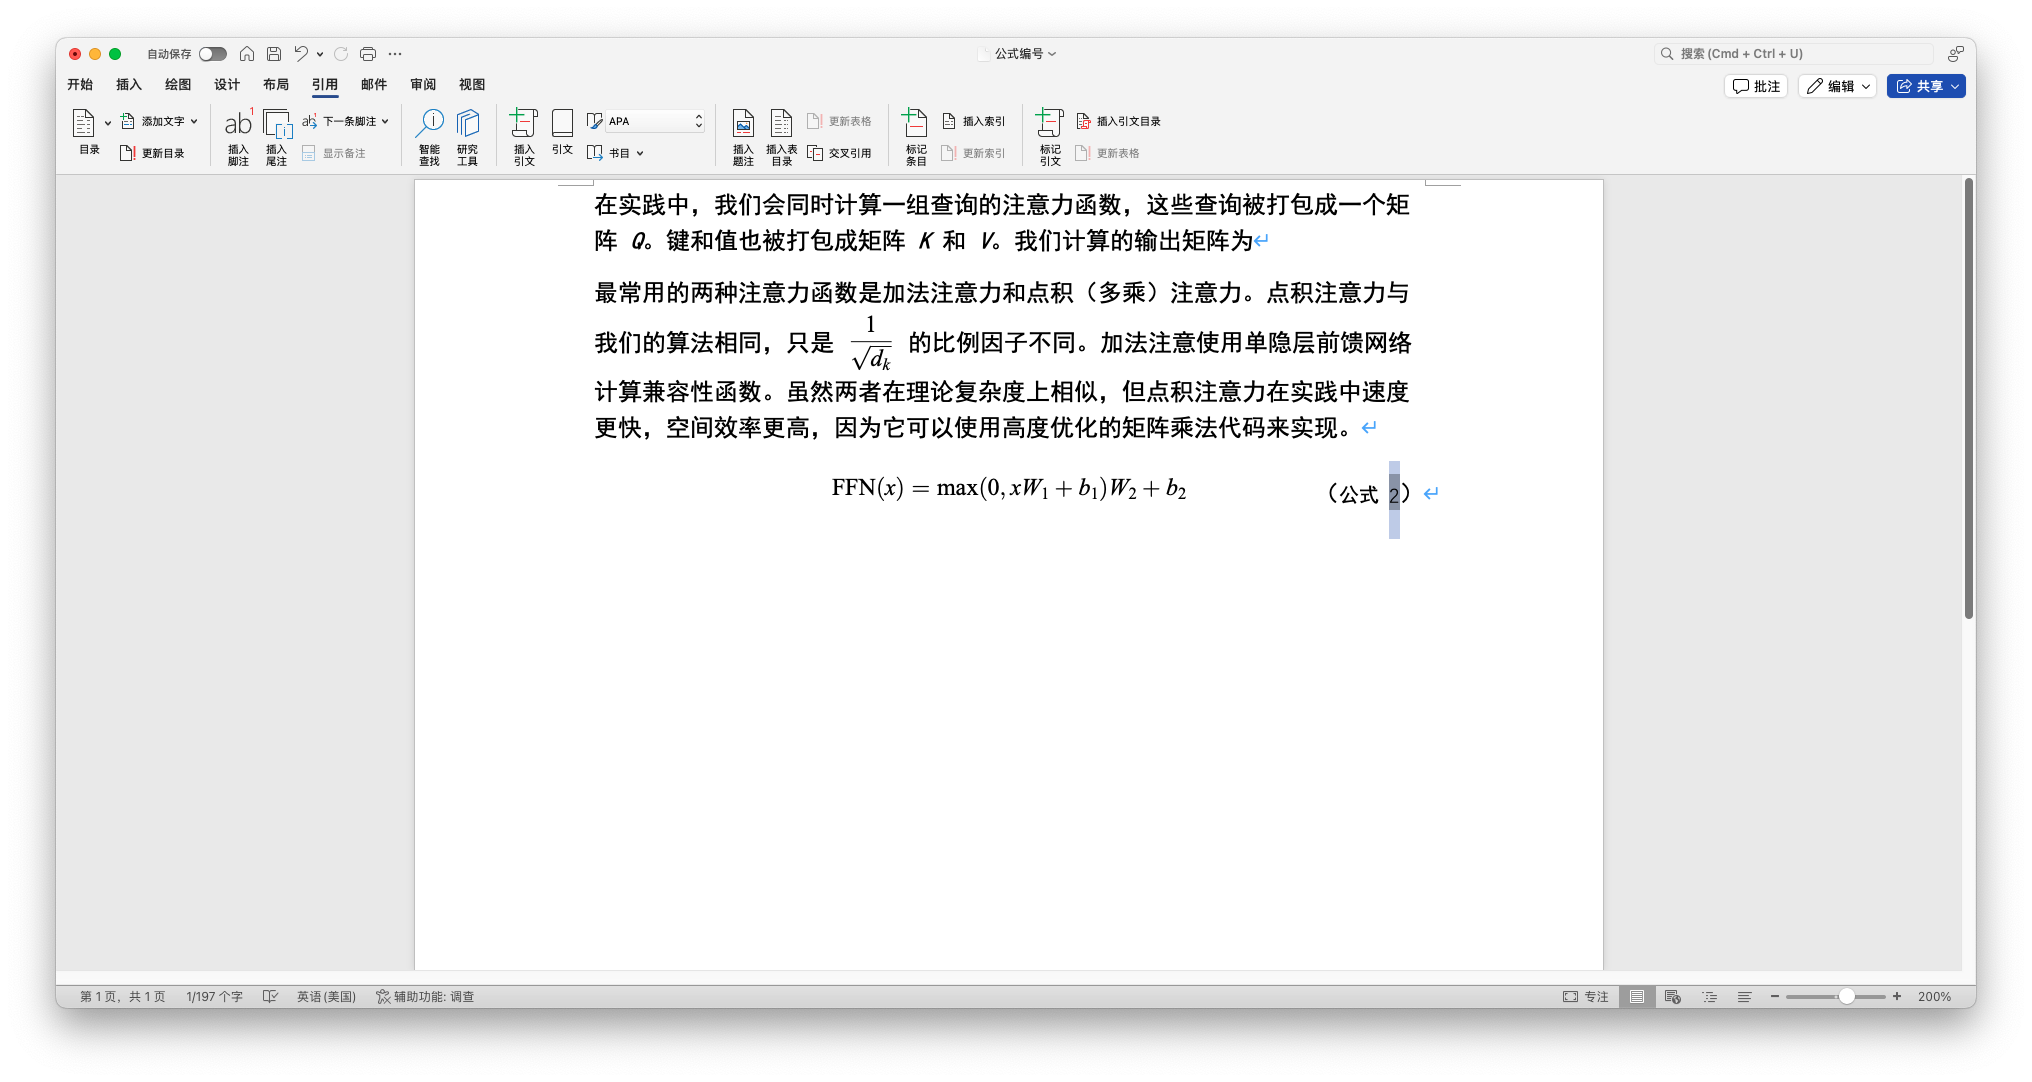 自动保存
公式编号
搜索 (Cmd + Ctrl + U)
开始 插入 绘图 设计 布局 引用 邮件 审阅 视图
批注 编辑 共享
目录
添加文字
更新目录
ab1
插入
脚注
插入
尾注
下一条脚注
显示备注
智能
查找
研究
工具
插入
引文
引文
APA
书目
插入
题注
插入表
目录
更新表格
交叉引用
标记
条目
插入索引
更新索引
标记
引文
插入引文目录
更新表格
在实践中，我们会同时计算一组查询的注意力函数，这些查询被打包成一个矩
阵 Q。键和值也被打包成矩阵 K 和 V。我们计算的输出矩阵为↵
最常用的两种注意力函数是加法注意力和点积（多乘）注意力。点积注意力与
我们的算法相同，只是 1/√d_k 的比例因子不同。加法注意使用单隐层前馈网络
计算兼容性函数。虽然两者在理论复杂度上相似，但点积注意力在实践中速度
更快，空间效率更高，因为它可以使用高度优化的矩阵乘法代码来实现。↵
FFN(x) = max(0, xW₁ + b₁)W₂ + b₂ （公式 2）↵
第 1 页，共 1 页 1/197 个字 英语 (美国) 辅助功能: 调查 专注 200%